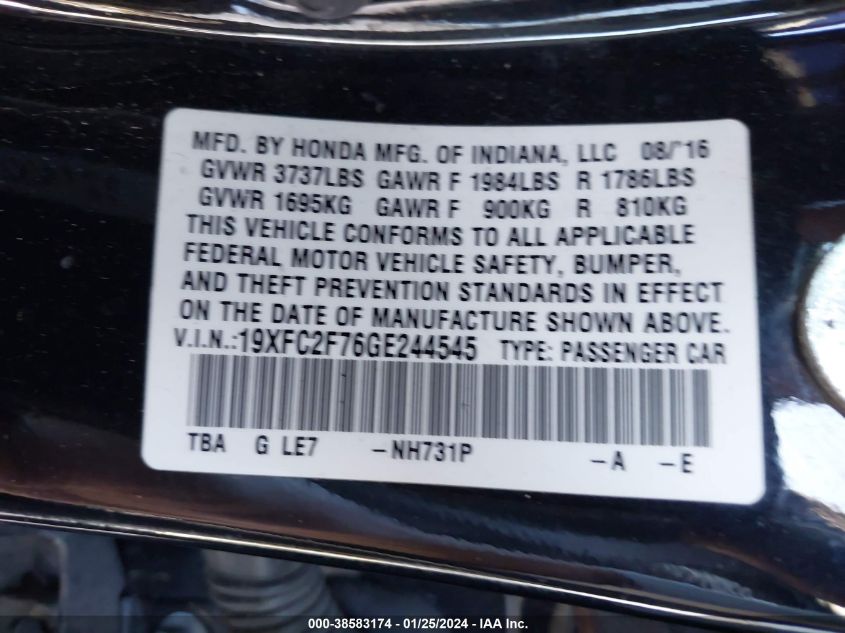 MFD. BY HONDA MFG. OF INDIANA, LLC 08/'16
GVWR 3737LBS GAWR F 1984LBS R 1786LBS
GVWR 1695KG GAWR F 900KG R 810KG
THIS VEHICLE CONFORMS TO ALL APPLICABLE
FEDERAL MOTOR VEHICLE SAFETY, BUMPER,
AND THEFT PREVENTION STANDARDS IN EFFECT
ON THE DATE OF MANUFACTURE SHOWN ABOVE.
V.I.N.:19XFC2F76GE244545 TYPE: PASSENGER CAR
TBA G LE7 -NH731P -A -E
000-38583174 - 01/25/2024 - IAA Inc.